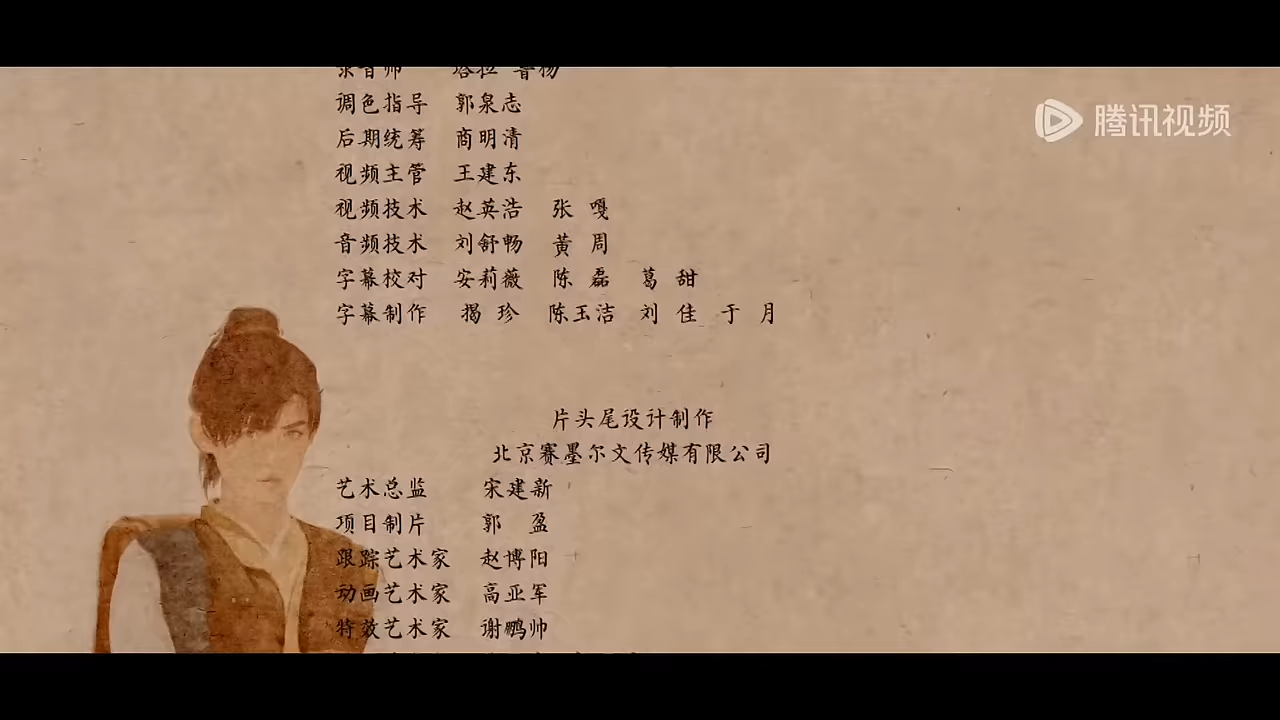 调色指导 郭泉志
腾讯视频
后期统筹 商明清
视频主管 王建东
视频技术 赵英浩 张 嘎
音频技术 刘舒畅 黄 周
字幕校对 安莉薇 陈 磊 葛 甜
字幕制作 揭 珍 陈玉洁 刘 佳 于 月
片头尾设计制作
北京赛墨尔文传媒有限公司
艺术总监 宋建新
项目制片 郭 盈
跟踪艺术家 赵博阳
动画艺术家 高亚军
特效艺术家 谢鹏帅